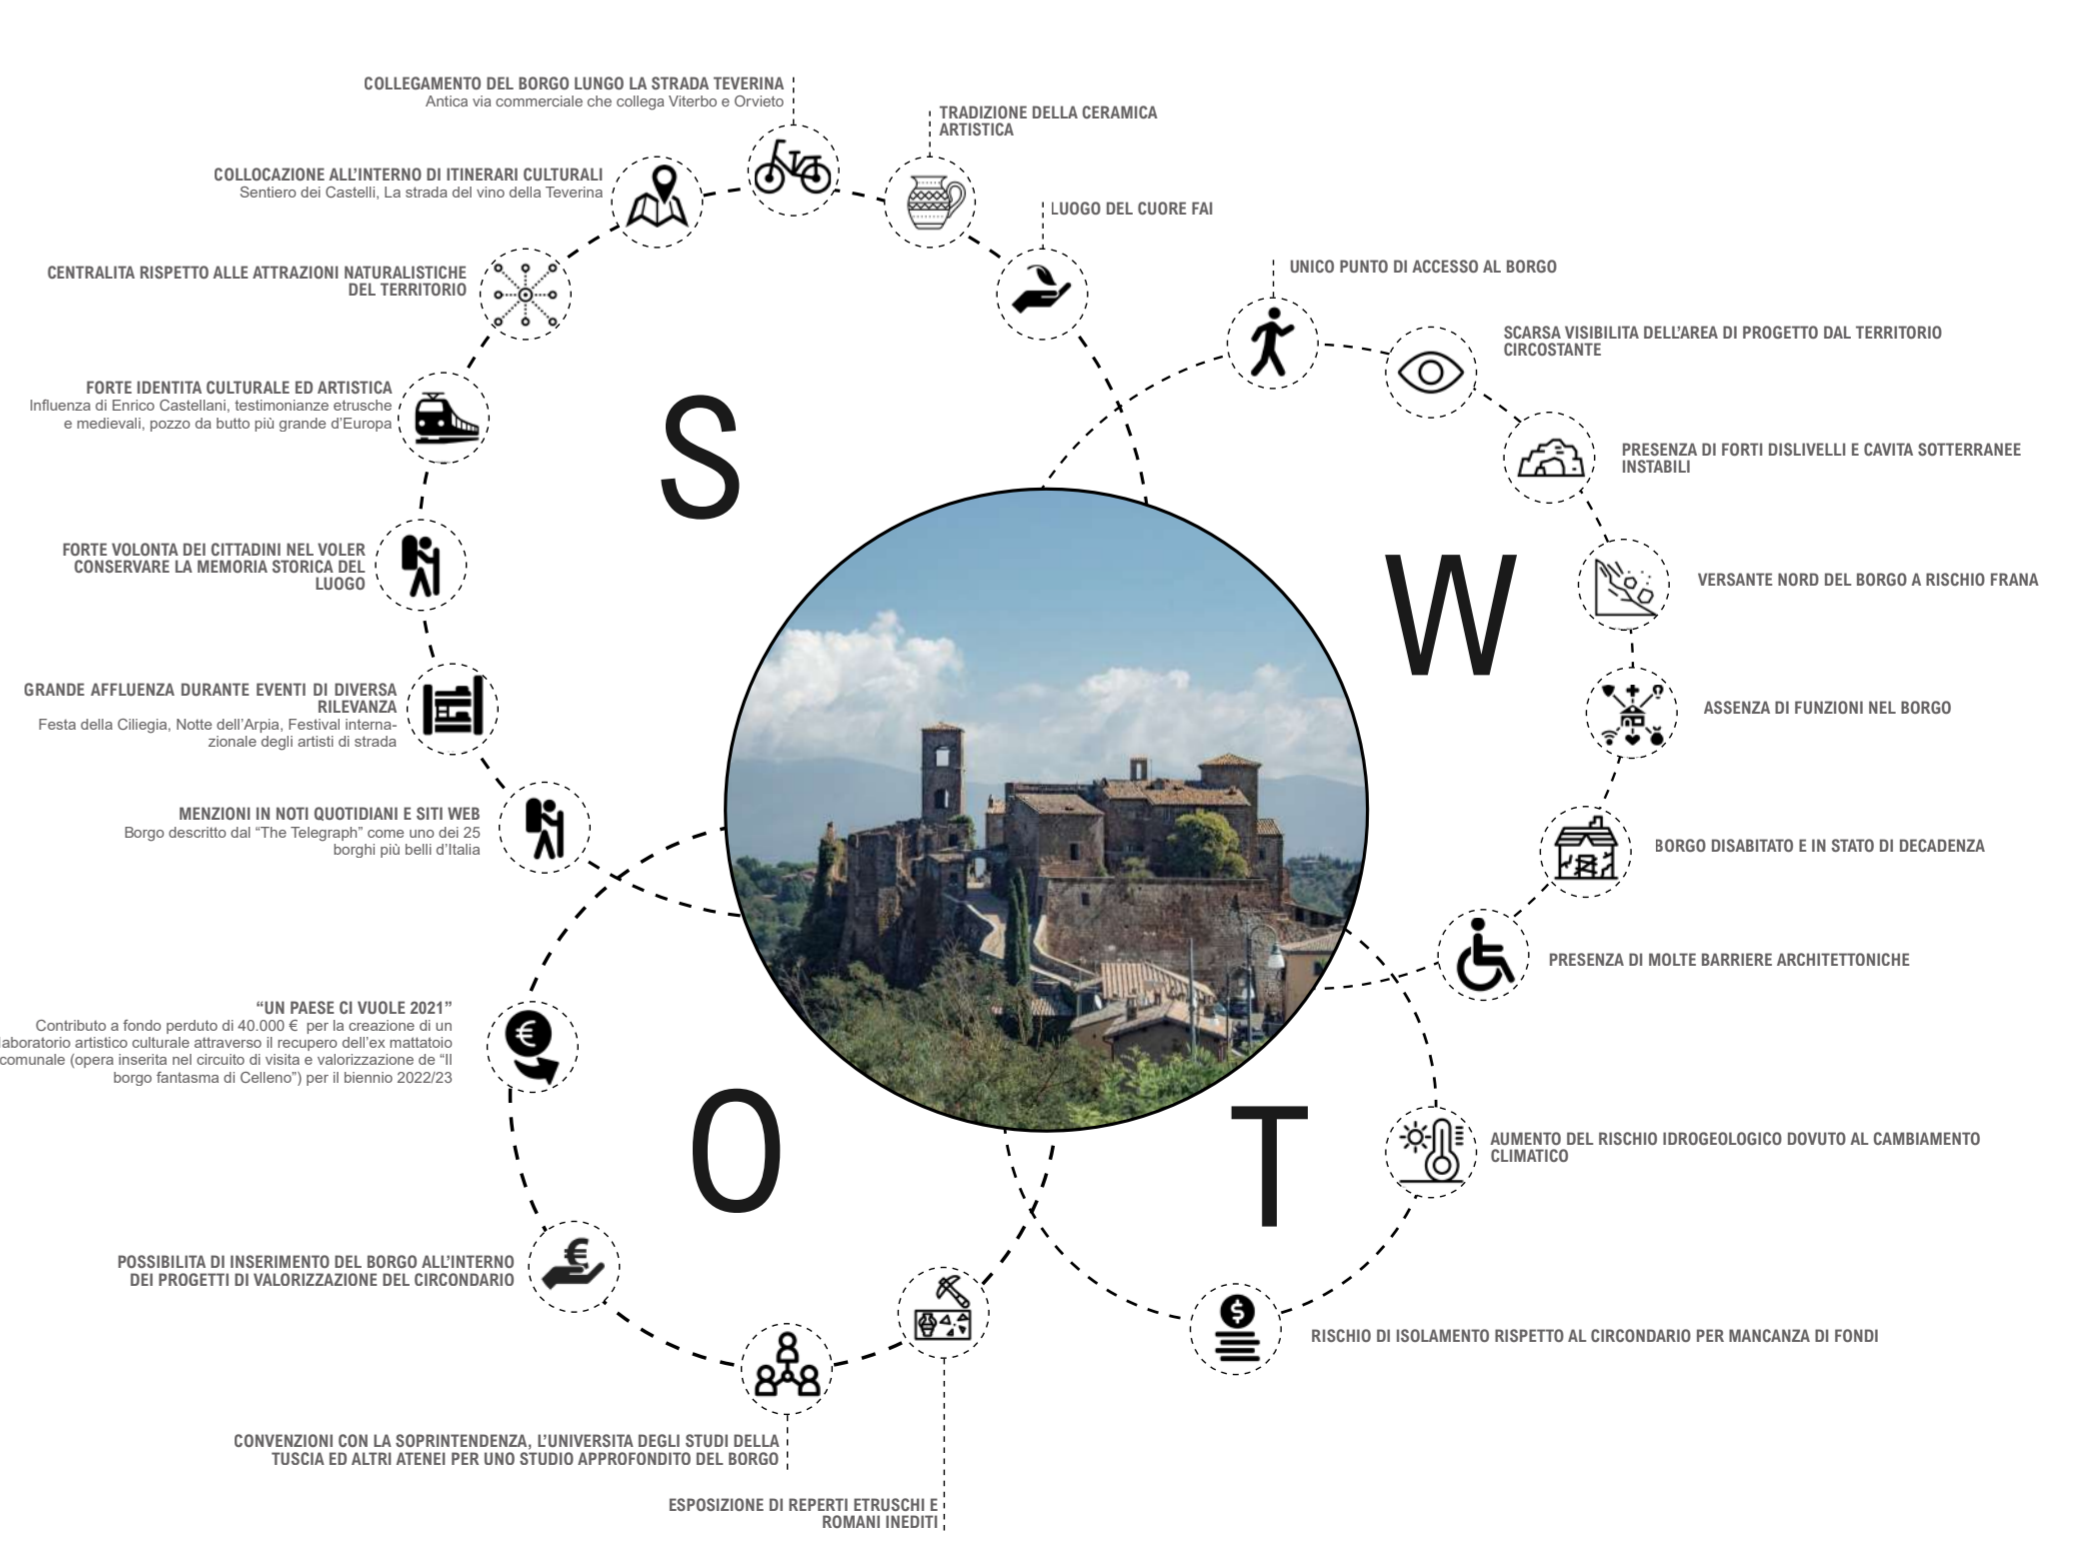 COLLEGAMENTO DEL BORGO LUNGO LA STRADA TEVERINA
Antica via commerciale che collega Viterbo e Orvieto
TRADIZIONE DELLA CERAMICA
ARTISTICA
COLLOCAZIONE ALL'INTERNO DI ITINERARI CULTURALI
Sentiero dei Castelli, La strada del vino della Teverina
LUOGO DEL CUORE FAI
CENTRALITA RISPETTO ALLE ATTRAZIONI NATURALISTICHE
DEL TERRITORIO
FORTE IDENTITA CULTURALE ED ARTISTICA
Influenza di Enrico Castellani, testimonianze etrusche
e medievali, pozzo da butto più grande d'Europa
FORTE VOLONTA DEI CITTADINI NEL VOLER
CONSERVARE LA MEMORIA STORICA DEL
LUOGO
GRANDE AFFLUENZA DURANTE EVENTI DI DIVERSA
RILEVANZA
Festa della Ciliegia, Notte dell'Arpia, Festival interna-
zionale degli artisti di strada
MENZIONI IN NOTI QUOTIDIANI E SITI WEB
Borgo descritto dal "The Telegraph" come uno dei 25
borghi più belli d'Italia
S
UNICO PUNTO DI ACCESSO AL BORGO
SCARSA VISIBILITA DELL'AREA DI PROGETTO DAL TERRITORIO
CIRCOSTANTE
PRESENZA DI FORTI DISLIVELLI E CAVITA SOTTERRANEE
INSTABILI
VERSANTE NORD DEL BORGO A RISCHIO FRANA
ASSENZA DI FUNZIONI NEL BORGO
BORGO DISABITATO E IN STATO DI DECADENZA
PRESENZA DI MOLTE BARRIERE ARCHITETTONICHE
W
"UN PAESE CI VUOLE 2021"
Contributo a fondo perduto di 40.000 € per la creazione di un
laboratorio artistico culturale attraverso il recupero dell'ex mattatoio
comunale (opera inserita nel circuito di visita e valorizzazione de "Il
borgo fantasma di Celleno") per il biennio 2022/23
€
O
POSSIBILITA DI INSERIMENTO DEL BORGO ALL'INTERNO
DEI PROGETTI DI VALORIZZAZIONE DEL CIRCONDARIO
€
CONVENZIONI CON LA SOPRINTENDENZA, L'UNIVERSITA DEGLI STUDI DELLA
TUSCIA ED ALTRI ATENEI PER UNO STUDIO APPROFONDITO DEL BORGO
ESPOSIZIONE DI REPERTI ETRUSCHI E
ROMANI INEDITI
T
AUMENTO DEL RISCHIO IDROGEOLOGICO DOVUTO AL CAMBIAMENTO
CLIMATICO
$
RISCHIO DI ISOLAMENTO RISPETTO AL CIRCONDARIO PER MANCANZA DI FONDI